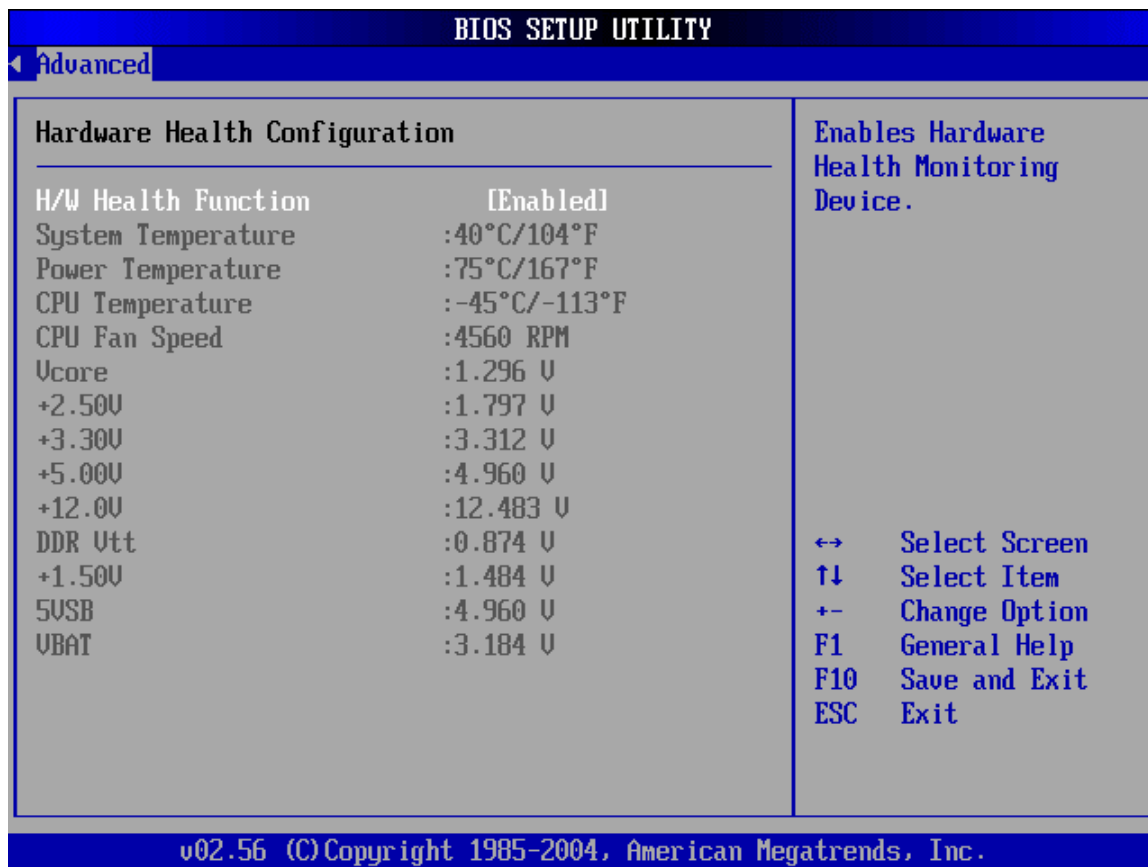 BIOS SETUP UTILITY
Advanced
Hardware Health Configuration
H/W Health Function [Enabled]
System Temperature :40°C/104°F
Power Temperature :75°C/167°F
CPU Temperature :-45°C/-113°F
CPU Fan Speed :4560 RPM
Vcore :1.296 V
+2.50V :1.797 V
+3.30V :3.312 V
+5.00V :4.960 V
+12.0V :12.483 V
DDR Vtt :0.874 V
+1.50V :1.484 V
5VSB :4.960 V
VBAT :3.184 V
Enables Hardware
Health Monitoring
Device.
←→ Select Screen
↑↓ Select Item
+- Change Option
F1 General Help
F10 Save and Exit
ESC Exit
v02.56 (C)Copyright 1985-2004, American Megatrends, Inc.